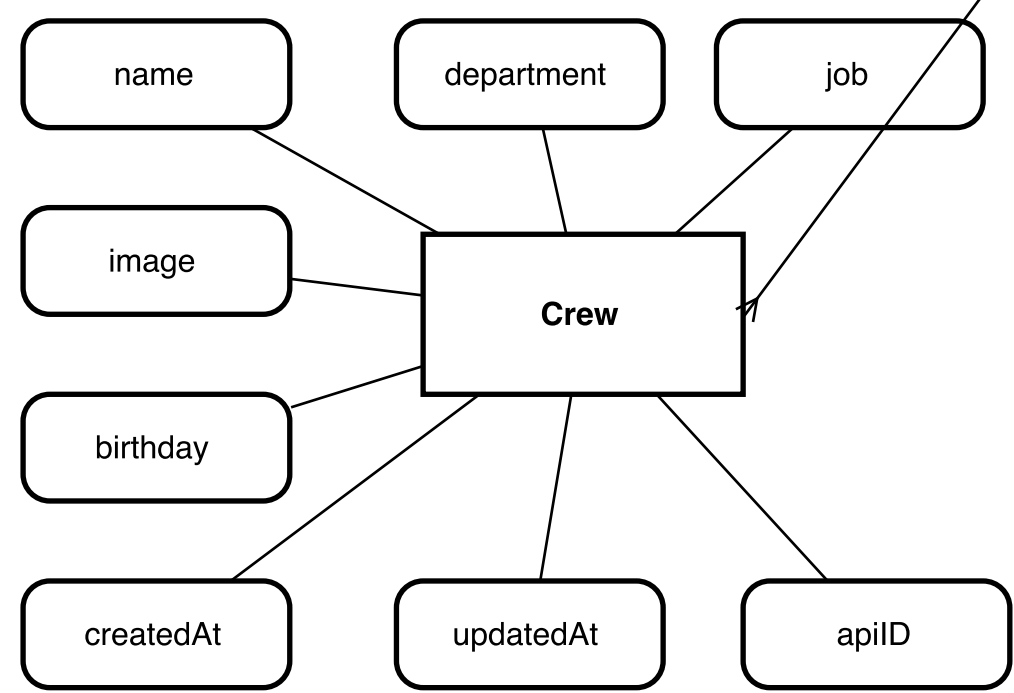 name
department
job
image
Crew
birthday
createdAt
updatedAt
apiID